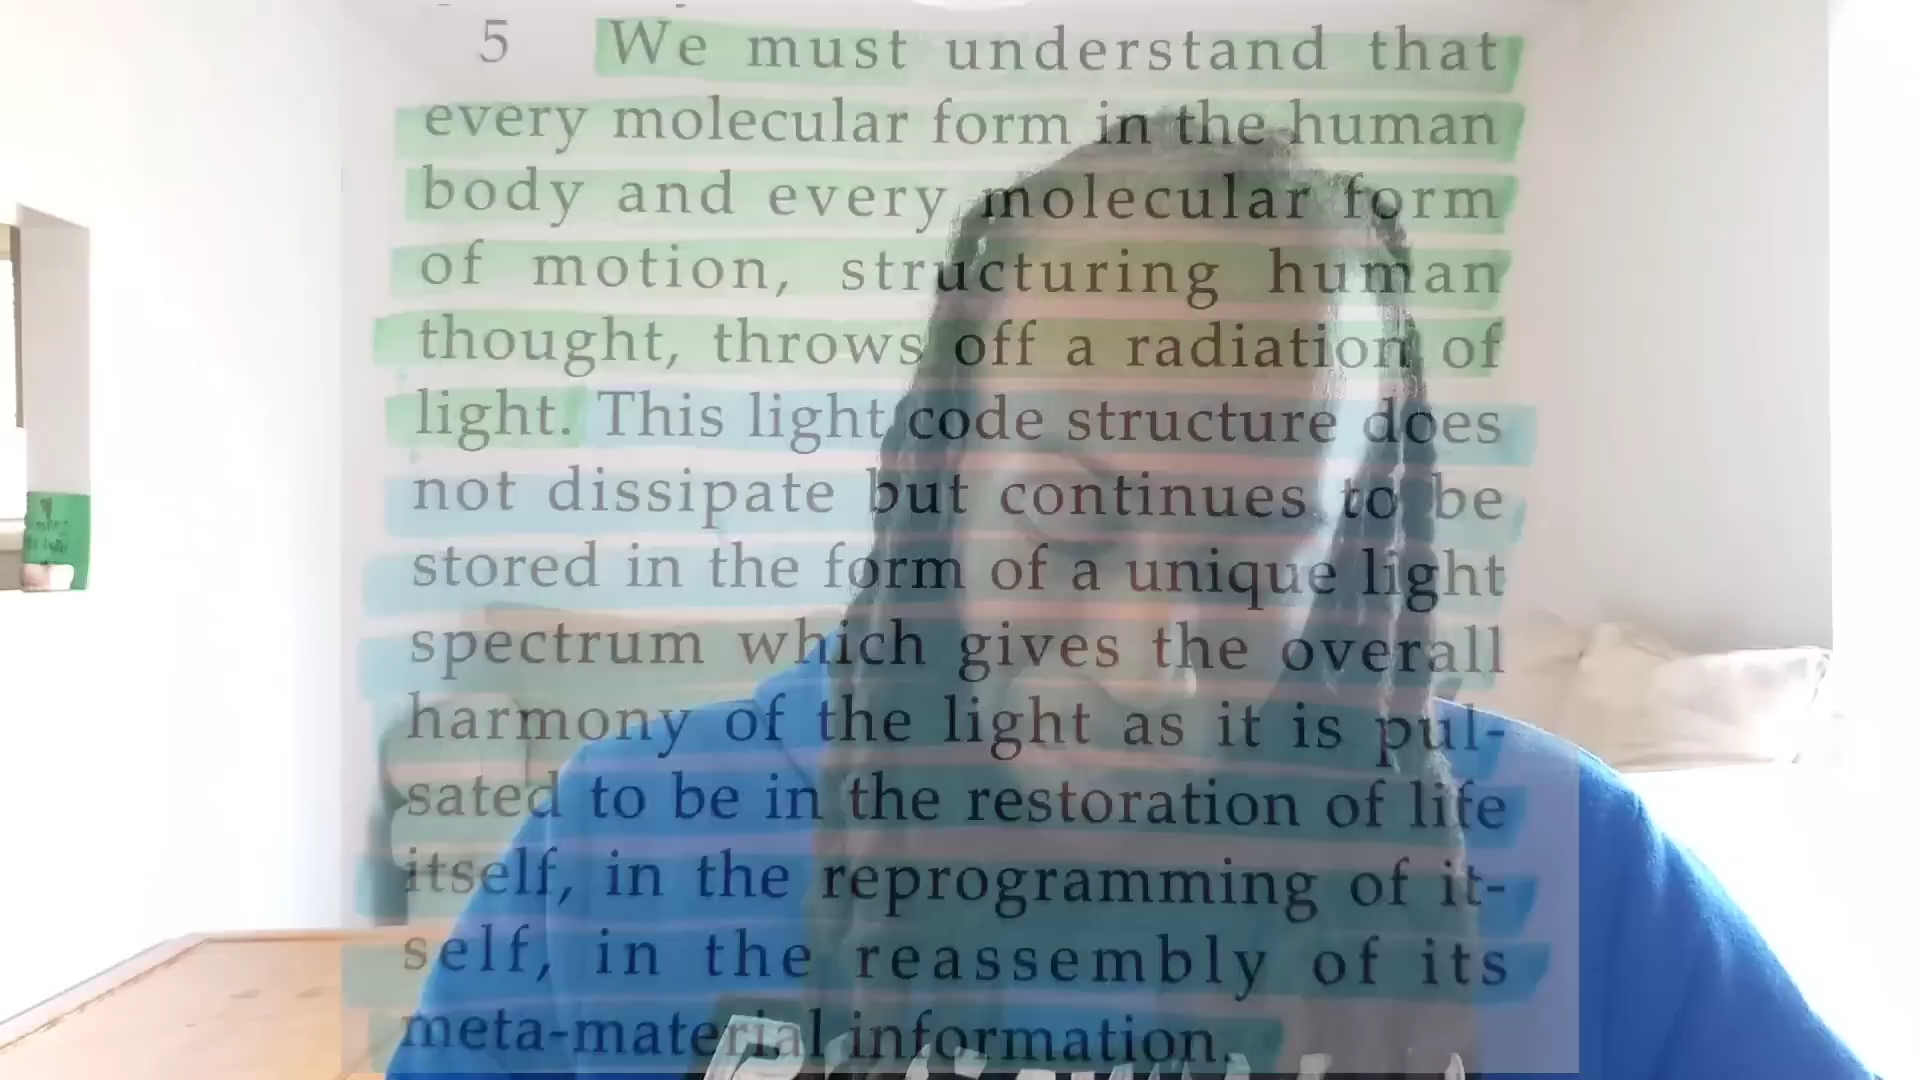 5 We must understand that
every molecular form in the human
body and every molecular form
of motion, structuring human
thought, throws off a radiation of
light. This light code structure does
not dissipate but continues to be
stored in the form of a unique light
spectrum which gives the overall
harmony of the light as it is pul-
sated to be in the restoration of life
itself, in the reprogramming of it-
self, in the reassembly of its
meta-material information.